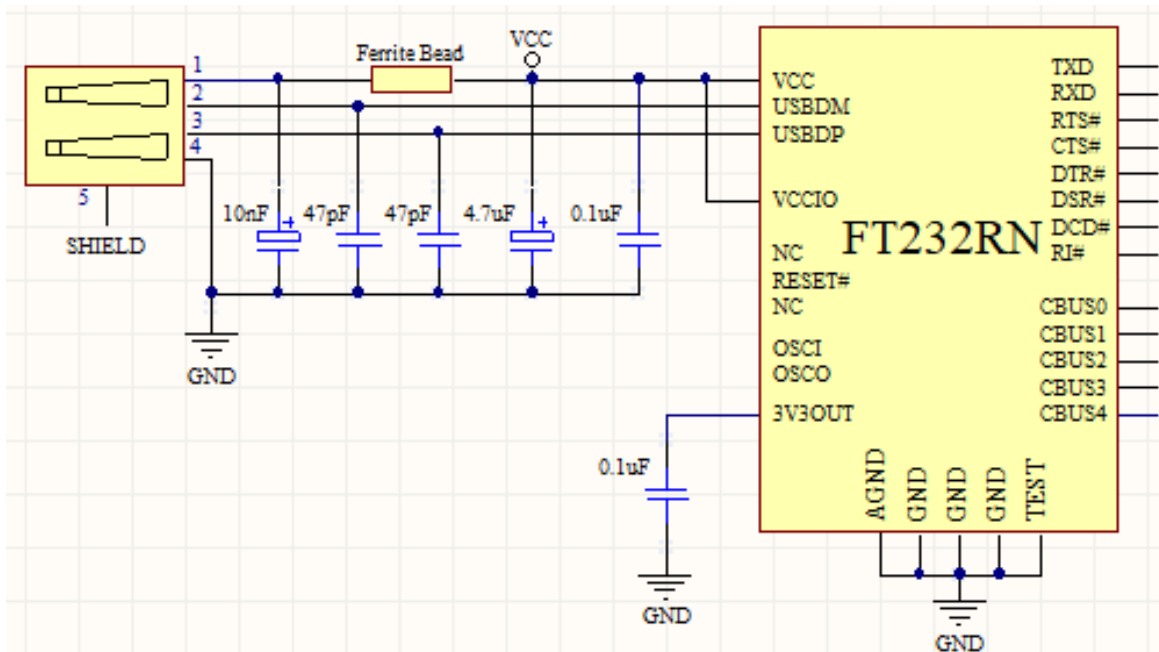 Ferrite Bead
VCC
1
2
3
4
5
SHIELD
10nF
+
47pF
47pF
4.7uF
+
0.1uF
GND
VCC
USBDM
USBDP
VCCIO
NC
RESET#
NC
OSCI
OSCO
3V3OUT
FT232RN
TXD
RXD
RTS#
CTS#
DTR#
DSR#
DCD#
RI#
CBUS0
CBUS1
CBUS2
CBUS3
CBUS4
AGND
GND
GND
GND
TEST
0.1uF
GND
GND